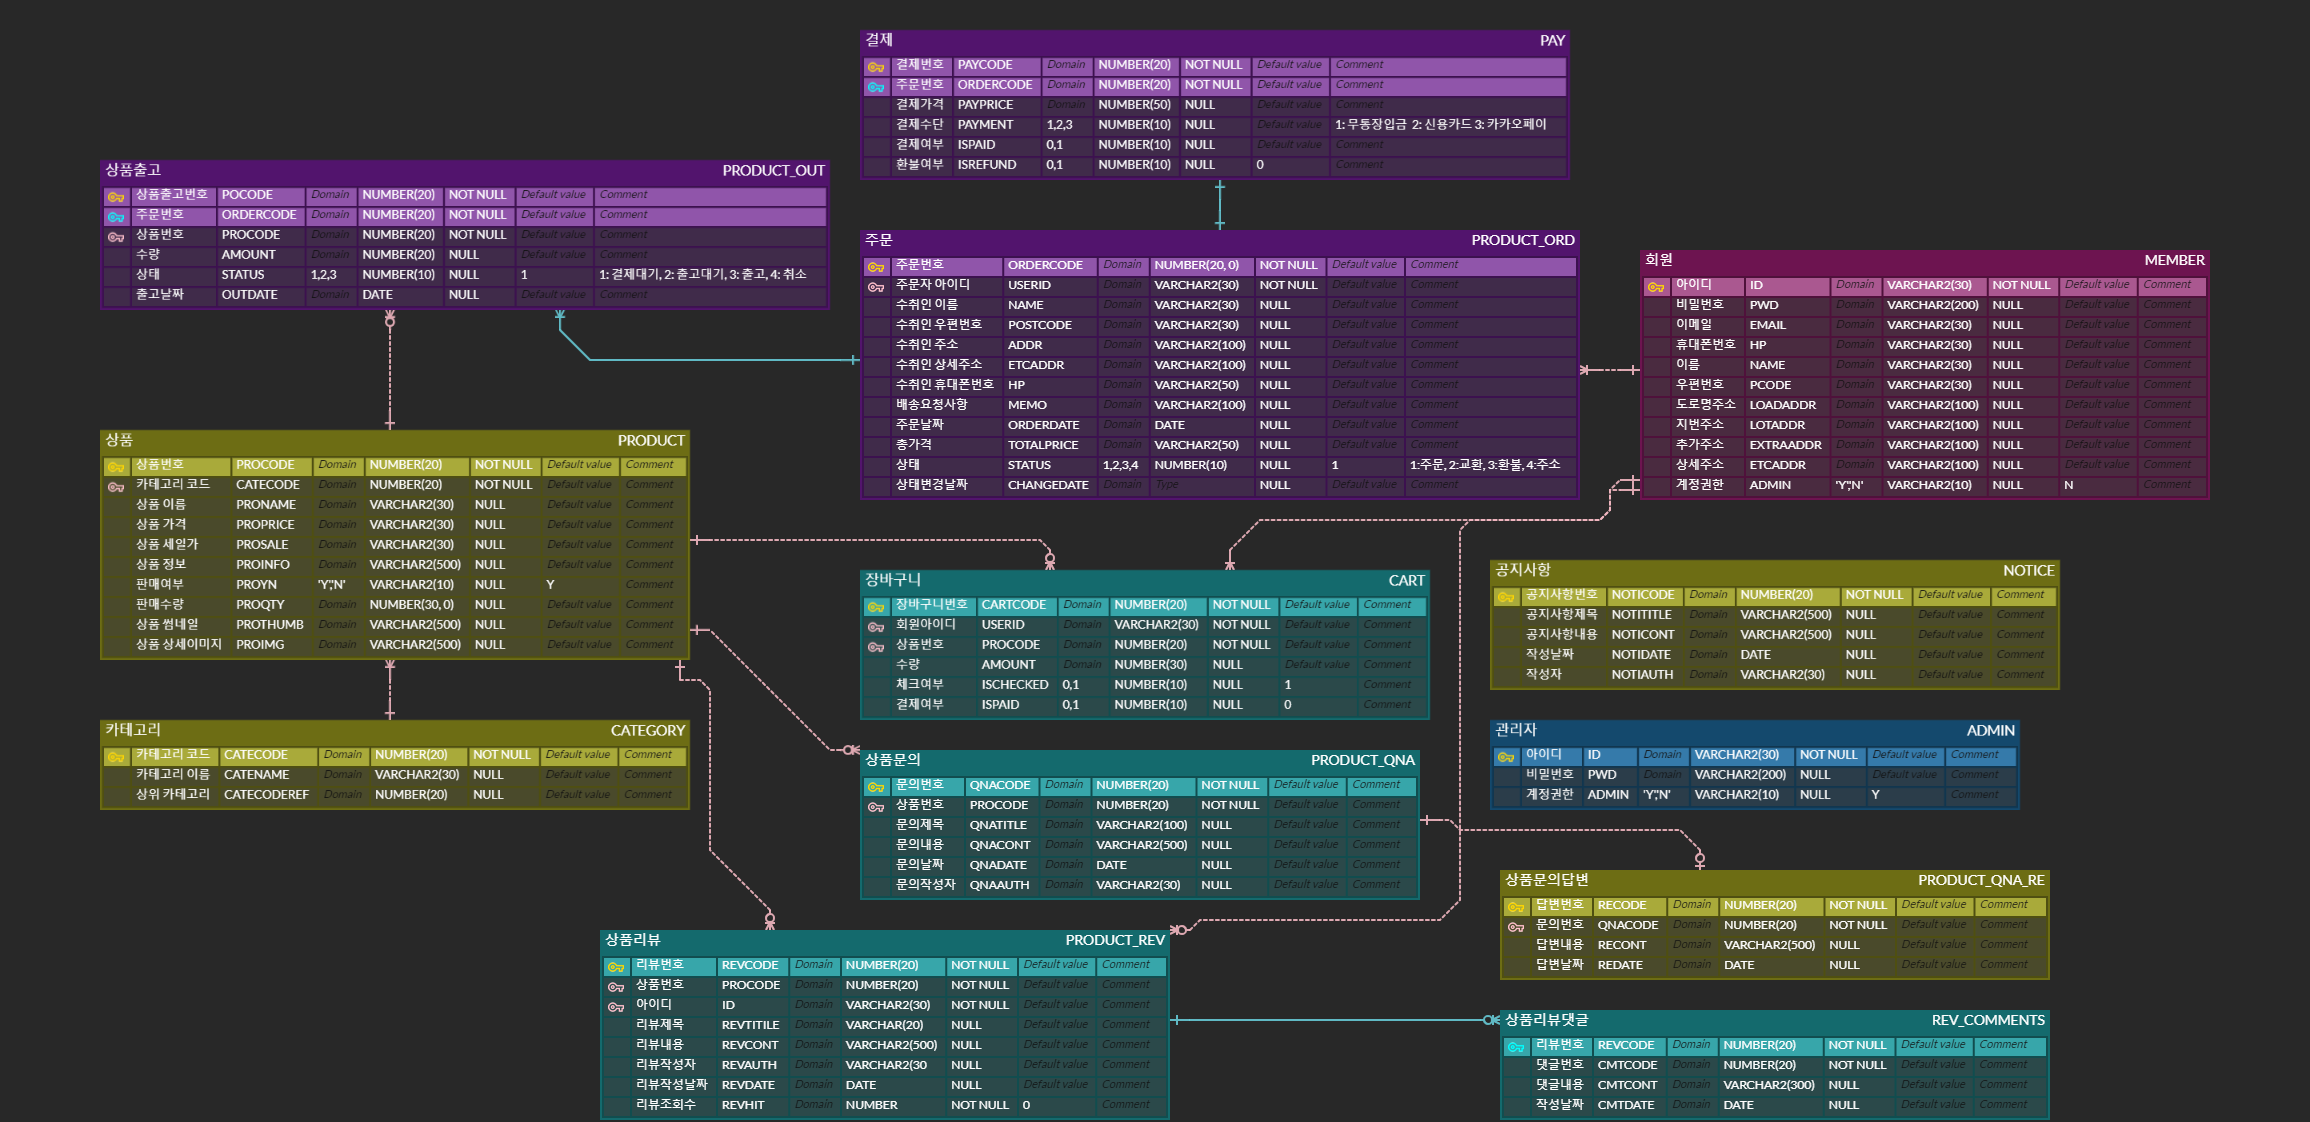 결제 PAY
결제번호 PAYCODE Domain NUMBER(20) NOT NULL Default value Comment
주문번호 ORDERCODE Domain NUMBER(20) NOT NULL Default value Comment
결제가격 PAYPRICE Domain NUMBER(50) NULL Default value Comment
결제수단 PAYMENT 1,2,3 NUMBER(10) NULL Default value 1: 무통장입금 2: 신용카드 3: 카카오페이
결제여부 ISPAID 0,1 NUMBER(10) NULL Default value Comment
환불여부 ISREFUND 0,1 NUMBER(10) NULL 0 Comment
상품출고 PRODUCT_OUT
상품출고번호 POCODE Domain NUMBER(20) NOT NULL Default value Comment
주문번호 ORDERCODE Domain NUMBER(20) NOT NULL Default value Comment
상품번호 PROCODE Domain NUMBER(20) NOT NULL Default value Comment
수량 AMOUNT Domain NUMBER(20) NULL Default value Comment
상태 STATUS 1,2,3 NUMBER(10) NULL 1 1: 결제대기, 2: 출고대기, 3: 출고, 4: 취소
출고날짜 OUTDATE Domain DATE NULL Default value Comment
주문 PRODUCT_ORD
주문번호 ORDERCODE Domain NUMBER(20, 0) NOT NULL Default value Comment
주문자 아이디 USERID Domain VARCHAR2(30) NOT NULL Default value Comment
수취인 이름 NAME Domain VARCHAR2(30) NULL Default value Comment
수취인 우편번호 POSTCODE Domain VARCHAR2(30) NULL Default value Comment
수취인 주소 ADDR Domain VARCHAR2(100) NULL Default value Comment
수취인 상세주소 ETCADDR Domain VARCHAR2(100) NULL Default value Comment
수취인 휴대폰번호 HP Domain VARCHAR2(50) NULL Default value Comment
배송요청사항 MEMO Domain VARCHAR2(100) NULL Default value Comment
주문날짜 ORDERDATE Domain DATE NULL Default value Comment
총가격 TOTALPRICE Domain VARCHAR2(50) NULL Default value Comment
상태 STATUS 1,2,3,4 NUMBER(10) NULL 1 1:주문, 2:교환, 3:환불, 4:주소
상태변경날짜 CHANGEDATE Domain Type NULL Default value Comment
회원 MEMBER
아이디 ID Domain VARCHAR2(30) NOT NULL Default value Comment
비밀번호 PWD Domain VARCHAR2(200) NULL Default value Comment
이메일 EMAIL Domain VARCHAR2(30) NULL Default value Comment
휴대폰번호 HP Domain VARCHAR2(30) NULL Default value Comment
이름 NAME Domain VARCHAR2(30) NULL Default value Comment
우편번호 PCODE Domain VARCHAR2(30) NULL Default value Comment
도로명주소 LOADADDR Domain VARCHAR2(100) NULL Default value Comment
지번주소 LOTADDR Domain VARCHAR2(100) NULL Default value Comment
추가주소 EXTRAADDR Domain VARCHAR2(100) NULL Default value Comment
상세주소 ETCADDR Domain VARCHAR2(100) NULL Default value Comment
계정권한 ADMIN 'Y','N' VARCHAR2(10) NULL N Comment
상품 PRODUCT
상품번호 PROCODE Domain NUMBER(20) NOT NULL Default value Comment
카테고리 코드 CATECODE Domain NUMBER(20) NOT NULL Default value Comment
상품 이름 PRONAME Domain VARCHAR2(30) NULL Default value Comment
상품 가격 PROPRICE Domain VARCHAR2(30) NULL Default value Comment
상품 세일가 PROSALE Domain VARCHAR2(30) NULL Default value Comment
상품 정보 PROINFO Domain VARCHAR2(500) NULL Default value Comment
판매여부 PROYN 'Y','N' VARCHAR2(10) NULL Y Comment
판매수량 PROQTY Domain NUMBER(30, 0) NULL Default value Comment
상품 썸네일 PROTHUMB Domain VARCHAR2(500) NULL Default value Comment
상품 상세이미지 PROIMG Domain VARCHAR2(500) NULL Default value Comment
카테고리 CATEGORY
카테고리 코드 CATECODE Domain NUMBER(20) NOT NULL Default value Comment
카테고리 이름 CATENAME Domain VARCHAR2(30) NULL Default value Comment
상위 카테고리 CATECODEREF Domain NUMBER(20) NULL Default value Comment
장바구니 CART
장바구니번호 CARTCODE Domain NUMBER(20) NOT NULL Default value Comment
회원아이디 USERID Domain VARCHAR2(30) NOT NULL Default value Comment
상품번호 PROCODE Domain NUMBER(20) NOT NULL Default value Comment
수량 AMOUNT Domain NUMBER(30) NULL Default value Comment
체크여부 ISCHECKED 0,1 NUMBER(10) NULL 1 Comment
결제여부 ISPAID 0,1 NUMBER(10) NULL 0 Comment
공지사항 NOTICE
공지사항번호 NOTICODE Domain NUMBER(20) NOT NULL Default value Comment
공지사항제목 NOTITITLE Domain VARCHAR2(500) NULL Default value Comment
공지사항내용 NOTICONT Domain VARCHAR2(500) NULL Default value Comment
작성날짜 NOTIDATE Domain DATE NULL Default value Comment
작성자 NOTIAUTH Domain VARCHAR2(30) NULL Default value Comment
관리자 ADMIN
아이디 ID Domain VARCHAR2(30) NOT NULL Default value Comment
비밀번호 PWD Domain VARCHAR2(200) NULL Default value Comment
계정권한 ADMIN 'Y','N' VARCHAR2(10) NULL Y Comment
상품문의 PRODUCT_QNA
문의번호 QNACODE Domain NUMBER(20) NOT NULL Default value Comment
상품번호 PROCODE Domain NUMBER(20) NOT NULL Default value Comment
문의제목 QNATITLE Domain VARCHAR2(100) NULL Default value Comment
문의내용 QNACONT Domain VARCHAR2(500) NULL Default value Comment
문의날짜 QNADATE Domain DATE NULL Default value Comment
문의작성자 QNAAUTH Domain VARCHAR2(30) NULL Default value Comment
상품문의답변 PRODUCT_QNA_RE
답변번호 RECODE Domain NUMBER(20) NOT NULL Default value Comment
문의번호 QNACODE Domain NUMBER(20) NOT NULL Default value Comment
답변내용 RECONT Domain VARCHAR2(500) NULL Default value Comment
답변날짜 REDATE Domain DATE NULL Default value Comment
상품리뷰 PRODUCT_REV
리뷰번호 REVCODE Domain NUMBER(20) NOT NULL Default value Comment
상품번호 PROCODE Domain NUMBER(20) NOT NULL Default value Comment
아이디 ID Domain VARCHAR2(30) NOT NULL Default value Comment
리뷰제목 REVTITILE Domain VARCHAR(20) NULL Default value Comment
리뷰내용 REVCONT Domain VARCHAR2(500) NULL Default value Comment
리뷰작성자 REVAUTH Domain VARCHAR2(30 NULL Default value Comment
리뷰작성날짜 REVDATE Domain DATE NULL Default value Comment
리뷰조회수 REVHIT Domain NUMBER NOT NULL 0 Comment
상품리뷰댓글 REV_COMMENTS
리뷰번호 REVCODE Domain NUMBER(20) NOT NULL Default value Comment
댓글번호 CMTCODE Domain NUMBER(20) NOT NULL Default value Comment
댓글내용 CMTCONT Domain VARCHAR2(300) NULL Default value Comment
작성날짜 CMTDATE Domain DATE NULL Default value Comment